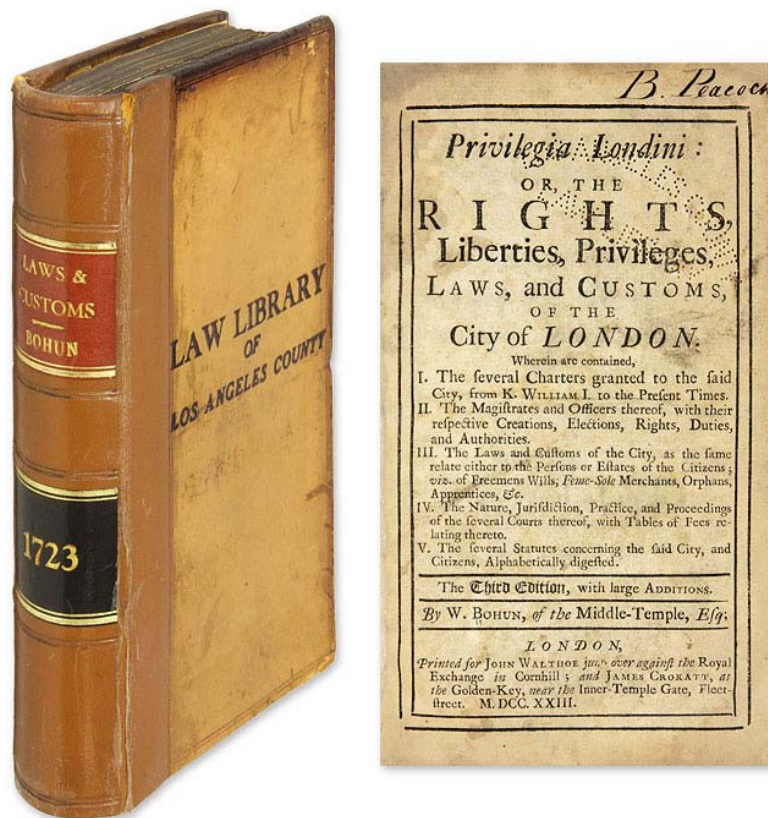 LAWS &
CUSTOMS
BOHUN
1723
LAW LIBRARY
OF
LOS ANGELES COUNTY
B. Peacock
Privilegia Londini :
OR, THE
RIGHTS,
Liberties, Privileges,
LAWS, and CUSTOMS,
OF THE
City of LONDON.
Wherein are contained,
I. The ſeveral Charters granted to the ſaid
City, from K. WILLIAM I. to the Preſent Times.
II. The Magiſtrates and Officers thereof, with their
reſpective Creations, Elections, Rights, Duties,
and Authorities.
III. The Laws and Cuſtoms of the City, as the ſame
relate either to the Perſons or Eſtates of the Citizens ;
viz. of Freemens Wills, Feme-Sole Merchants, Orphans,
Apprentices, &c.
IV. The Nature, Juriſdiction, Practice, and Proceedings
of the ſeveral Courts thereof, with Tables of Fees re-
lating thereto.
V. The ſeveral Statutes concerning the ſaid City, and
Citizens, Alphabetically digeſted.
The Third Edition, with large ADDITIONS.
By W. BOHUN, of the Middle-Temple, Eſq;
LONDON,
Printed for JOHN WALTHOE jun. over againſt the Royal
Exchange in Cornhill ; and JAMES CROKATT, at
the Golden-Key, near the Inner-Temple Gate, Fleet-
ſtreet. M. DCC. XXIII.